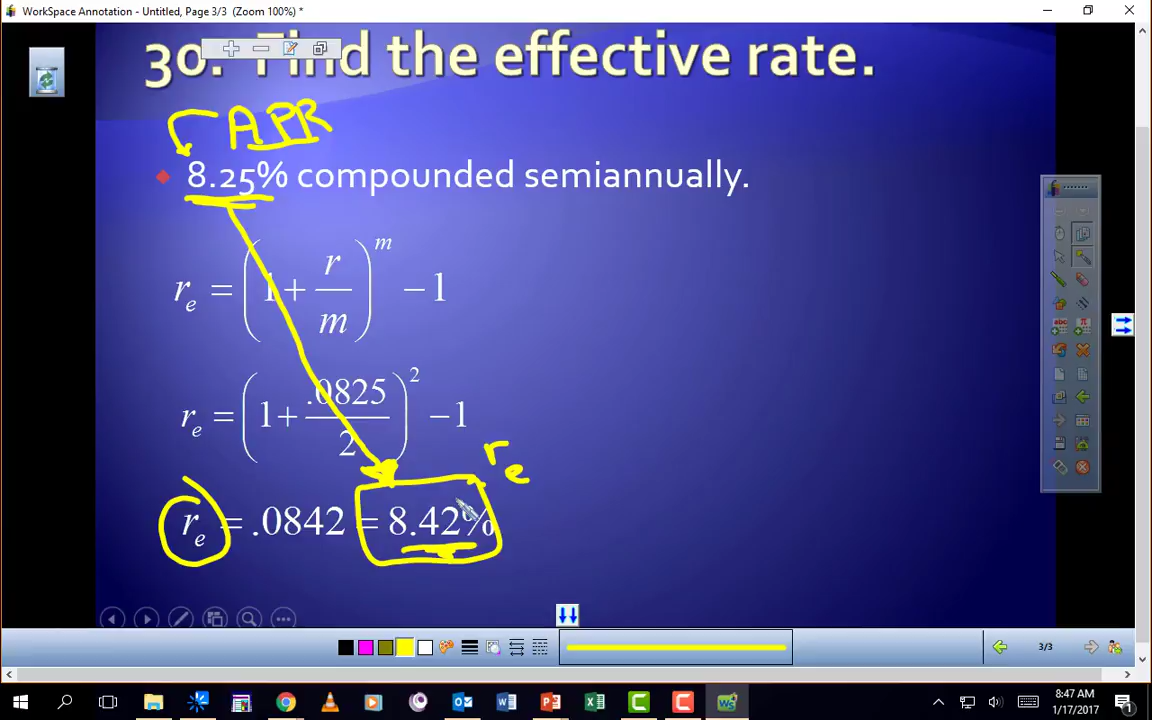 WorkSpace Annotation - Untitled, Page 3/3 (Zoom 100%) *
30. Find the effective rate.
APR
8.25% compounded semiannually.
r_e = (1 + r/m)^m − 1
r_e = (1 + .0825/2)^2 − 1
r_e
r_e = .0842 = 8.42%
3/3
8:47 AM
1/17/2017